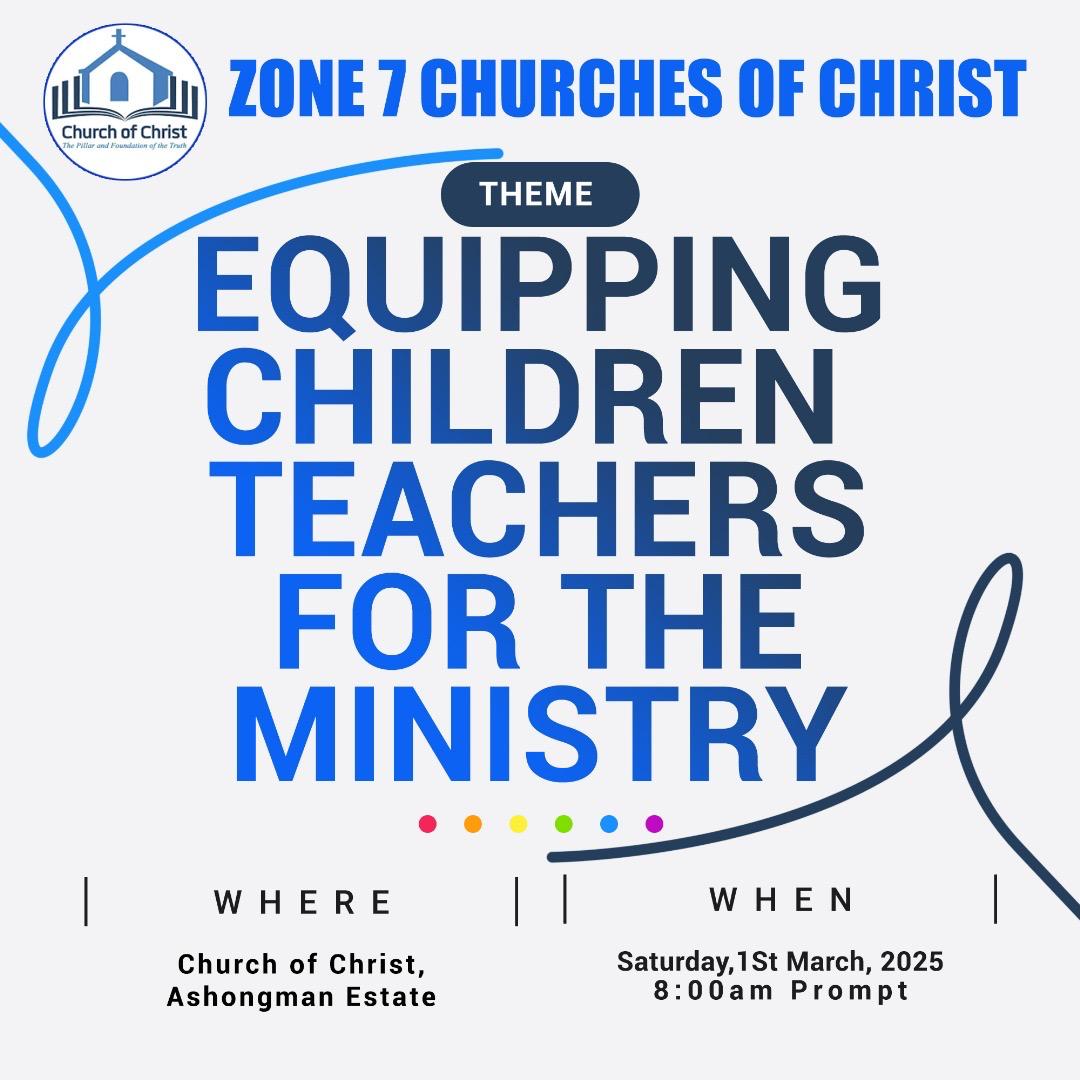 Church of Christ
The Pillar and Foundation of the Truth
ZONE 7 CHURCHES OF CHRIST
THEME
EQUIPPING
CHILDREN
TEACHERS
FOR THE
MINISTRY
WHERE
Church of Christ,
Ashongman Estate
WHEN
Saturday,1St March, 2025
8:00am Prompt